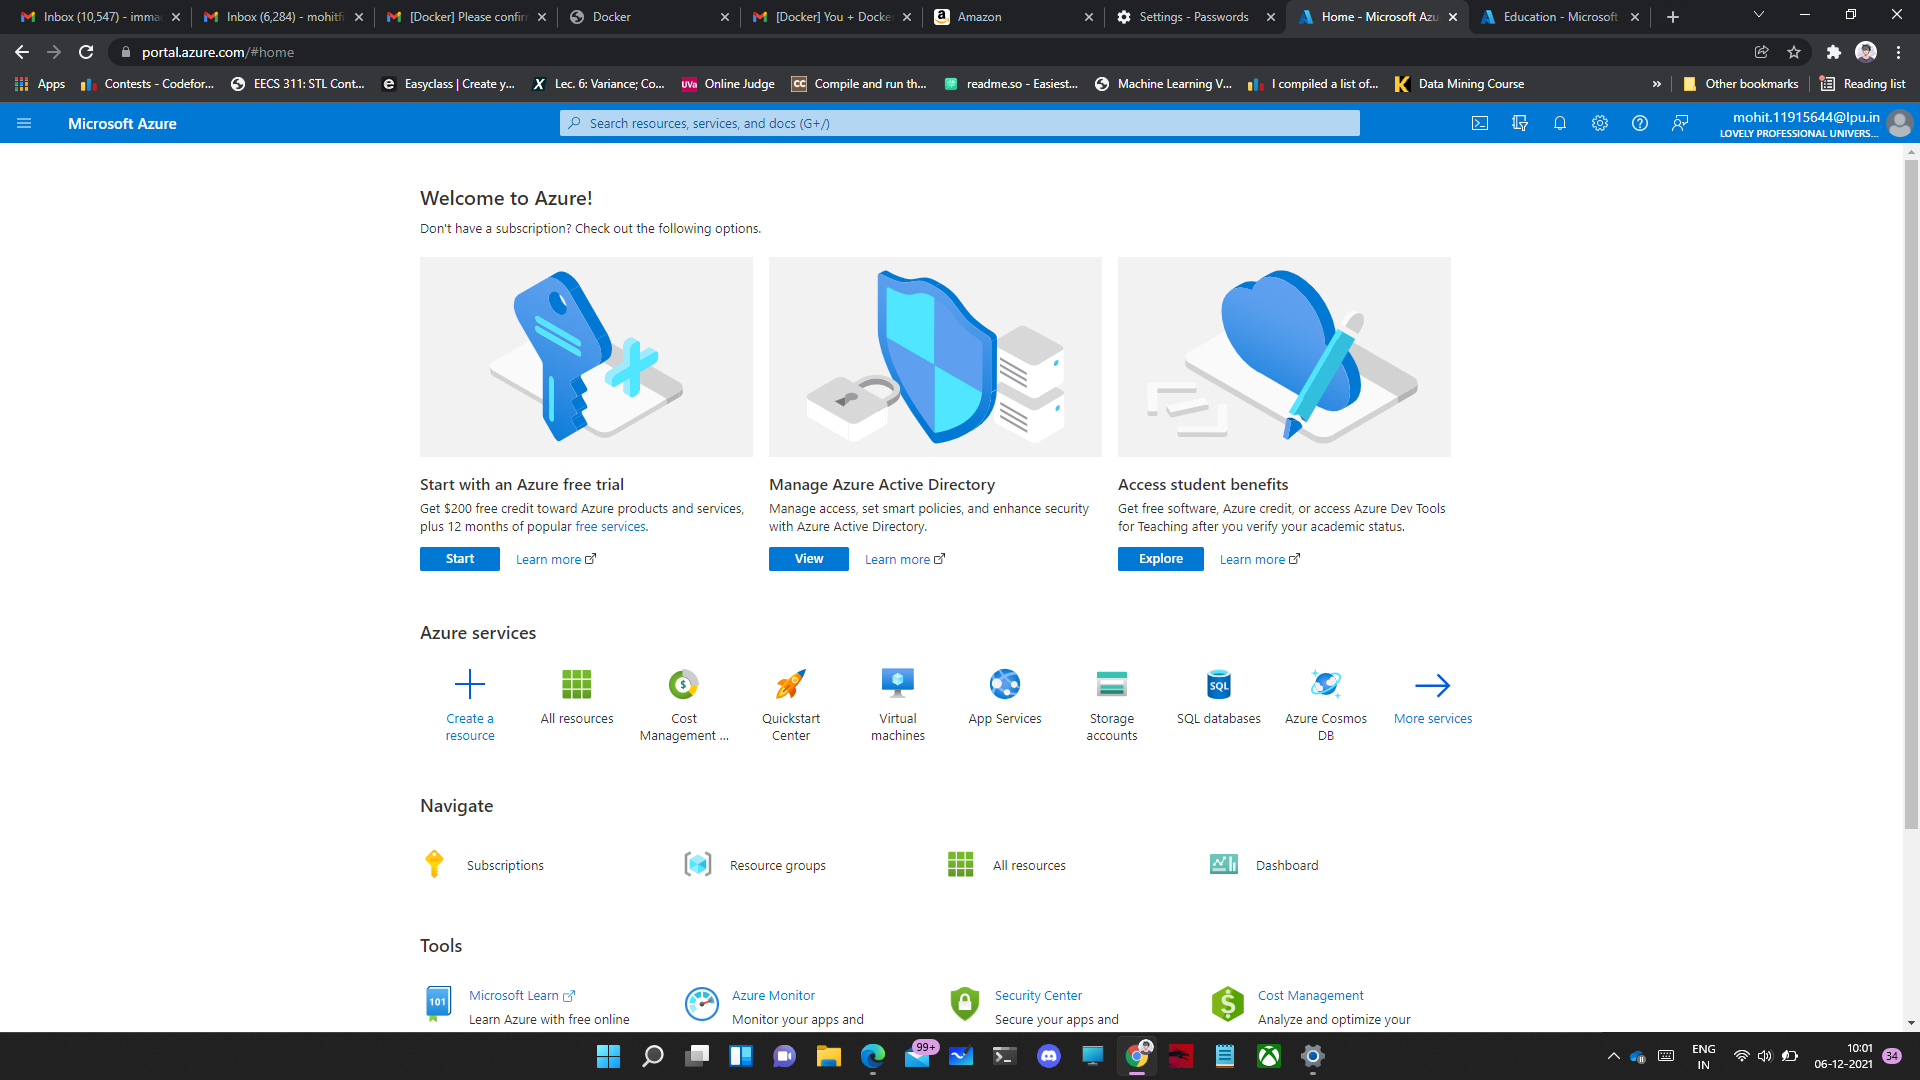 Inbox (10,547) - imma
Inbox (6,284) - mohitfi
[Docker] Please confirm
Docker
[Docker] You + Docke
Amazon
Settings - Passwords
Home - Microsoft Azu
Education - Microsoft
portal.azure.com/#home
Apps
Contests - Codefor...
EECS 311: STL Cont...
Easyclass | Create y...
Lec. 6: Variance; Co...
UVa Online Judge
CC Compile and run th...
readme.so - Easiest...
Machine Learning V...
I compiled a list of...
Data Mining Course
Other bookmarks
Reading list
Microsoft Azure
Search resources, services, and docs (G+/)
mohit.11915644@lpu.in
LOVELY PROFESSIONAL UNIVERS...
Welcome to Azure!
Don't have a subscription? Check out the following options.
Start with an Azure free trial
Get $200 free credit toward Azure products and services,
plus 12 months of popular free services.
Start
Learn more
Manage Azure Active Directory
Manage access, set smart policies, and enhance security
with Azure Active Directory.
View
Learn more
Access student benefits
Get free software, Azure credit, or access Azure Dev Tools
for Teaching after you verify your academic status.
Explore
Learn more
Azure services
Create a
resource
All resources
Cost
Management ...
Quickstart
Center
Virtual
machines
App Services
Storage
accounts
SQL
SQL databases
Azure Cosmos
DB
More services
Navigate
Subscriptions
Resource groups
All resources
Dashboard
Tools
101
Microsoft Learn
Learn Azure with free online
Azure Monitor
Monitor your apps and
Security Center
Secure your apps and
Cost Management
Analyze and optimize your
99+
ENG
IN
10:01
06-12-2021
34